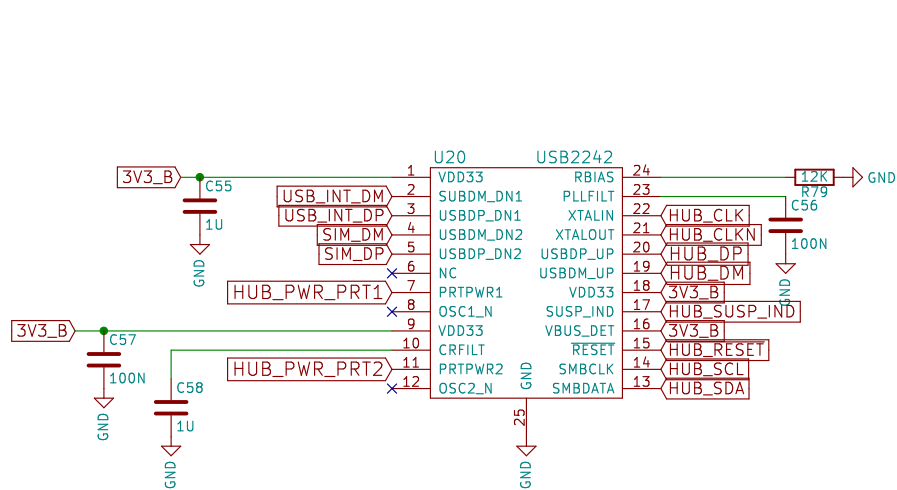 U20 USB2242
3V3_B 1 VDD33 RBIAS 24 12K GND
C55 R79
USB_INT_DM 2 SUBDM_DN1 PLLFILT 23
C56
USB_INT_DP 3 USBDP_DN1 XTALIN 22 HUB_CLK
1U
SIM_DM 4 USBDM_DN2 XTALOUT 21 HUB_CLKN
100N
SIM_DP 5 USBDP_DN2 USBDP_UP 20 HUB_DP
GND
6 NC USBDM_UP 19 HUB_DM
GND
HUB_PWR_PRT1 7 PRTPWR1 VDD33 18 3V3_B
8 OSC1_N SUSP_IND 17 HUB_SUSP_IND
3V3_B 9 VDD33 VBUS_DET 16 3V3_B
C57
10 CRFILT RESET 15 HUB_RESET
HUB_PWR_PRT2 11 PRTPWR2 SMBCLK 14 HUB_SCL
100N
12 OSC2_N SMBDATA 13 HUB_SDA
C58
GND
25
GND
1U
GND
GND